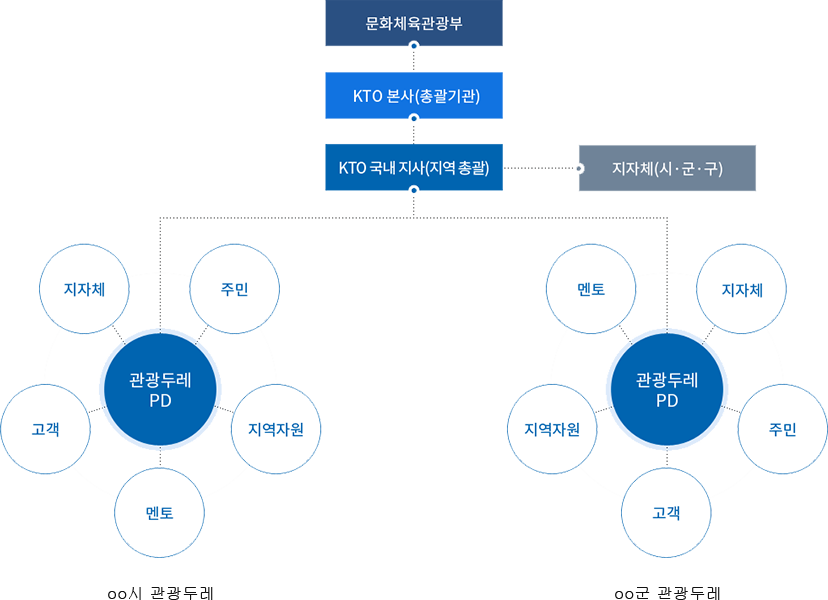 문화체육관광부
KTO 본사(총괄기관)
KTO 국내 지사(지역 총괄)
지자체(시·군·구)
지자체
주민
관광두레
PD
고객
지역자원
멘토
oo시 관광두레
멘토
지자체
관광두레
PD
지역자원
주민
고객
oo군 관광두레